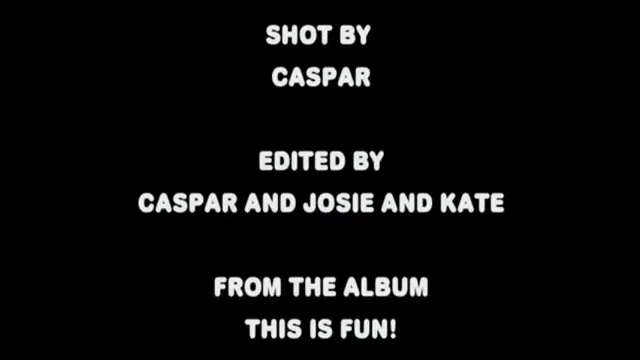 SHOT BY
CASPAR
EDITED BY
CASPAR AND JOSIE AND KATE
FROM THE ALBUM
THIS IS FUN!